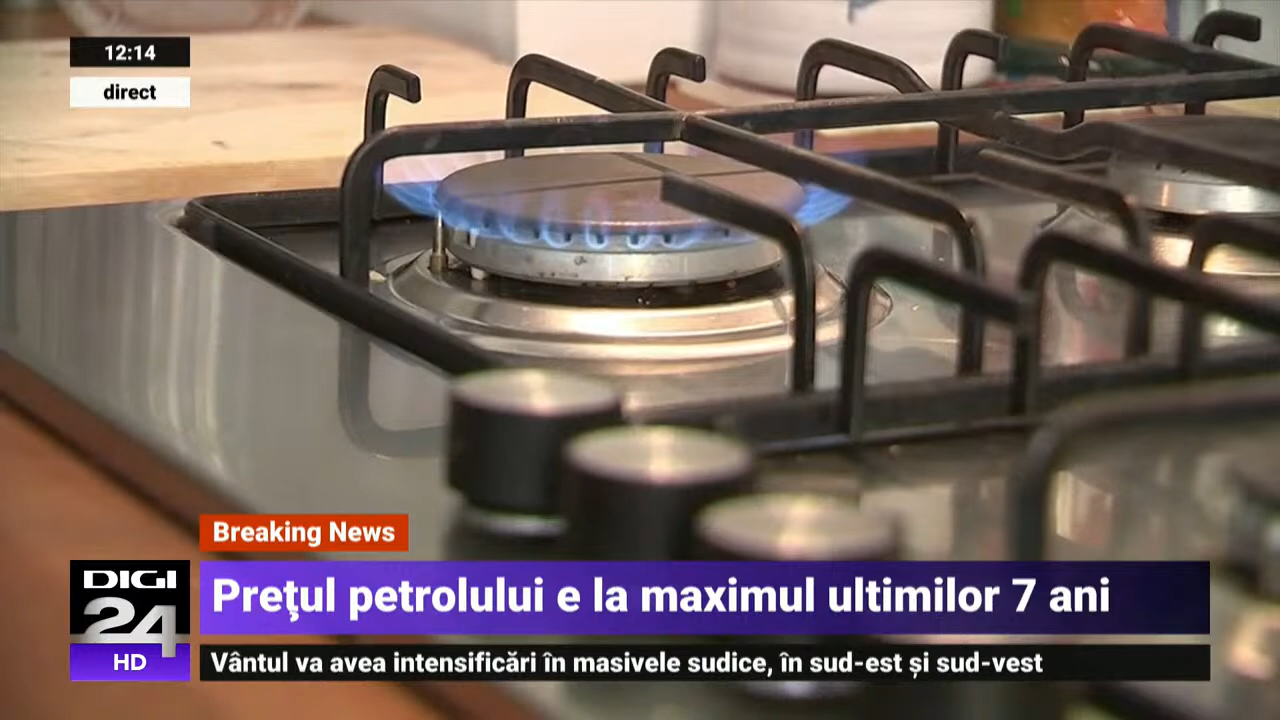 12:14
direct
Breaking News
DIGI
24
HD
Prețul petrolului e la maximul ultimilor 7 ani
Vântul va avea intensificări în masivele sudice, în sud-est și sud-vest